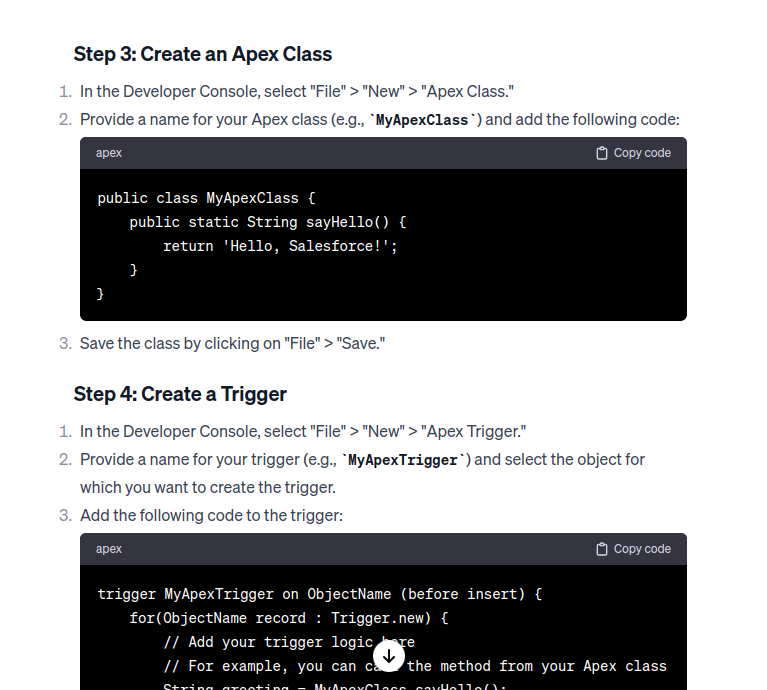 Step 3: Create an Apex Class
1. In the Developer Console, select "File" > "New" > "Apex Class."
2. Provide a name for your Apex class (e.g., `MyApexClass`) and add the following code:
apex Copy code
public class MyApexClass {
    public static String sayHello() {
        return 'Hello, Salesforce!';
    }
}
3. Save the class by clicking on "File" > "Save."
Step 4: Create a Trigger
1. In the Developer Console, select "File" > "New" > "Apex Trigger."
2. Provide a name for your trigger (e.g., `MyApexTrigger`) and select the object for
which you want to create the trigger.
3. Add the following code to the trigger:
apex Copy code
trigger MyApexTrigger on ObjectName (before insert) {
    for(ObjectName record : Trigger.new) {
        // Add your trigger logic here
        // For example, you can call the method from your Apex class
        String greeting = MyApexClass.sayHello();